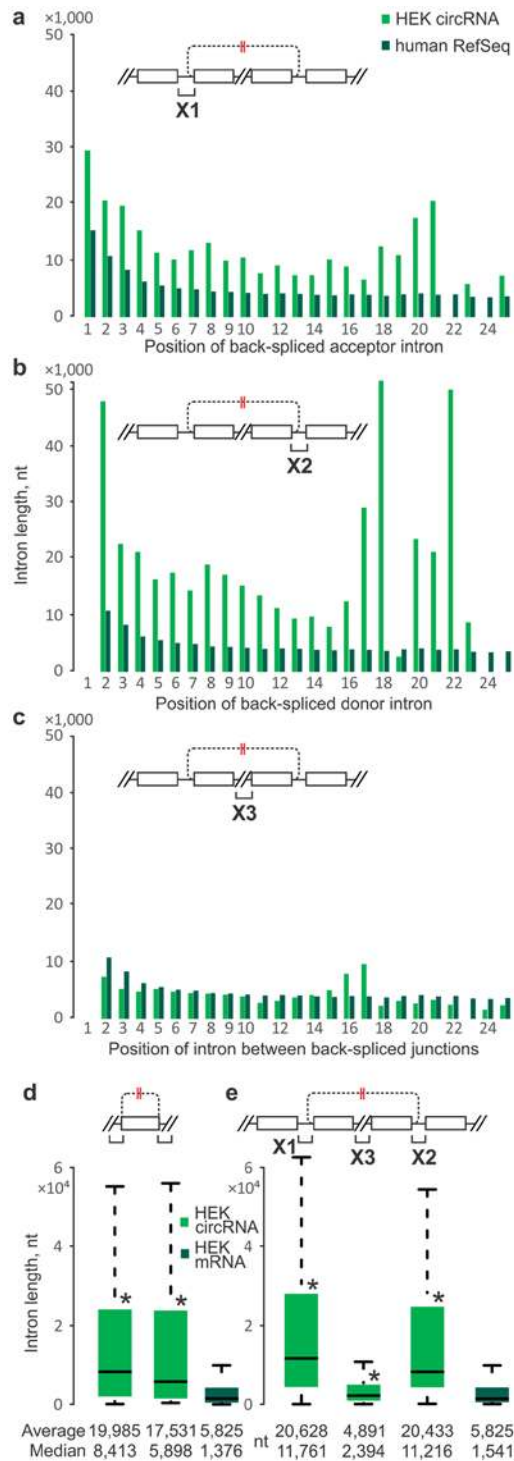 a
×1,000
HEK circRNA
human RefSeq
50
40
30
20
10
0
X1
1 2 3 4 5 6 7 8 9 10 12 14 16 18 20 22 24
Position of back-spliced acceptor intron
b
×1,000
50
40
30
20
10
0
X2
1 2 3 4 5 6 7 8 9 10 12 14 16 18 20 22 24
Position of back-spliced donor intron
Intron length, nt
c
×1,000
50
40
30
20
10
0
X3
1 2 3 4 5 6 7 8 9 10 12 14 16 18 20 22 24
Position of intron between back-spliced junctions
d
e
X1 X3 X2
6
×10⁴
4
2
0
Intron length, nt
HEK
circRNA
HEK
mRNA
* *
6
×10⁴
4
2
0
* * *
Average 19,985 17,531 5,825 nt 20,628 4,891 20,433 5,825
Median 8,413 5,898 1,376 11,761 2,394 11,216 1,541